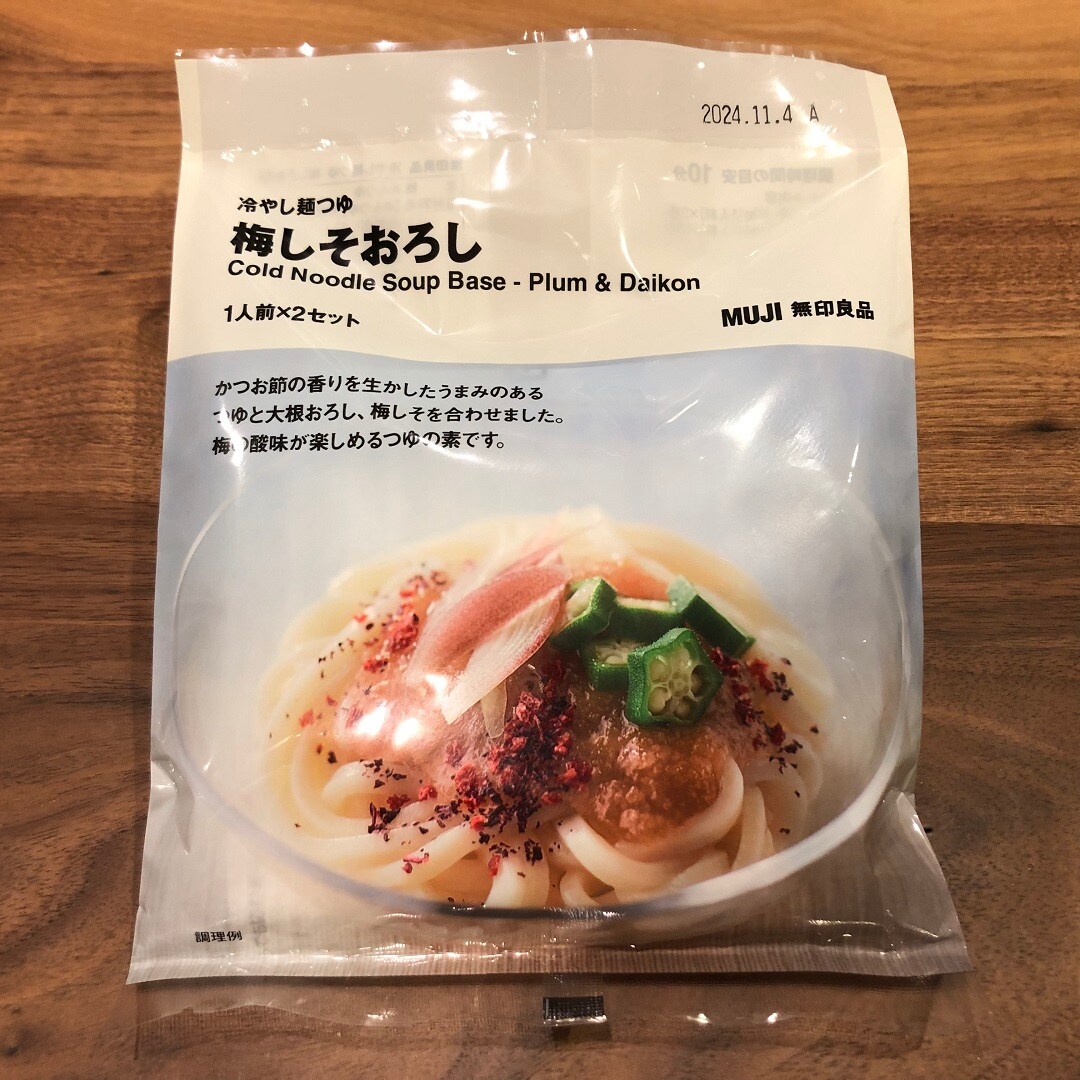 2024.11.4 A
冷やし麺つゆ
梅しそおろし
Cold Noodle Soup Base - Plum & Daikon
1人前×2セット
MUJI 無印良品
かつお節の香りを生かしたうまみのある
つゆと大根おろし、梅しそを合わせました。
梅の酸味が楽しめるつゆの素です。
調理例